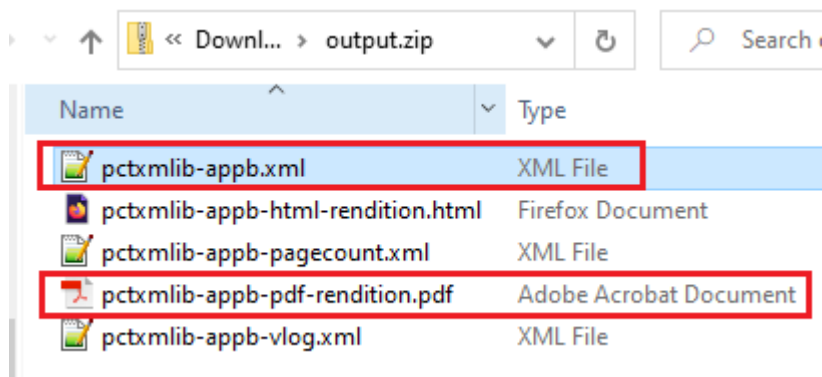 « Downl... › output.zip Search
Name Type
pctxmlib-appb.xml XML File
pctxmlib-appb-html-rendition.html Firefox Document
pctxmlib-appb-pagecount.xml XML File
pctxmlib-appb-pdf-rendition.pdf Adobe Acrobat Document
pctxmlib-appb-vlog.xml XML File